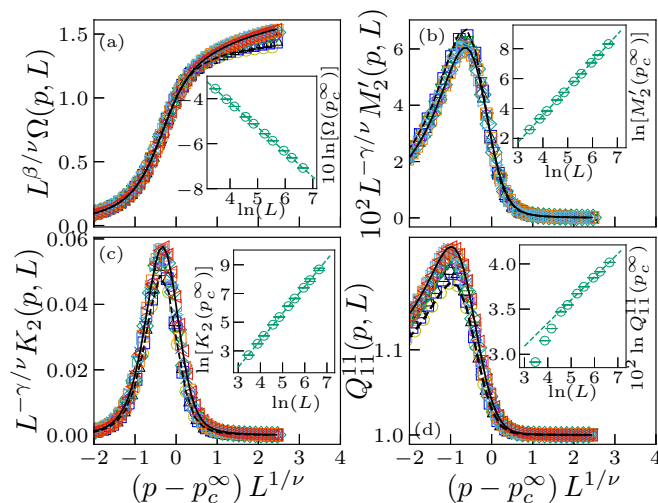 (a)
L^{β/ν}Ω(p, L)
1.5
1.0
0.5
0.0
10 ln[Ω(p_c^∞)]
−4
−6
−8
4 5 6 7
ln(L)
(b)
10^2 L^{−γ/ν} M_2′(p, L)
6
4
2
0
ln[M_2′(p_c^∞)]
8
6
4
2
3 4 5 6 7
ln(L)
(c)
L^{−γ/ν} K_2(p, L)
0.06
0.04
0.02
0.00
ln[K_2(p_c^∞)]
9
7
5
3
3 4 5 6 7
ln(L)
−2 −1 0 1 2 3 4
(p − p_c^∞) L^{1/ν}
(d)
Q_{11}^{11}(p, L)
1.1
1.0
10^2 ln Q_{11}^{11}(p_c^∞)
4.0
3.5
3.0
3 4 5 6 7
ln(L)
−2 −1 0 1 2 3 4
(p − p_c^∞) L^{1/ν}